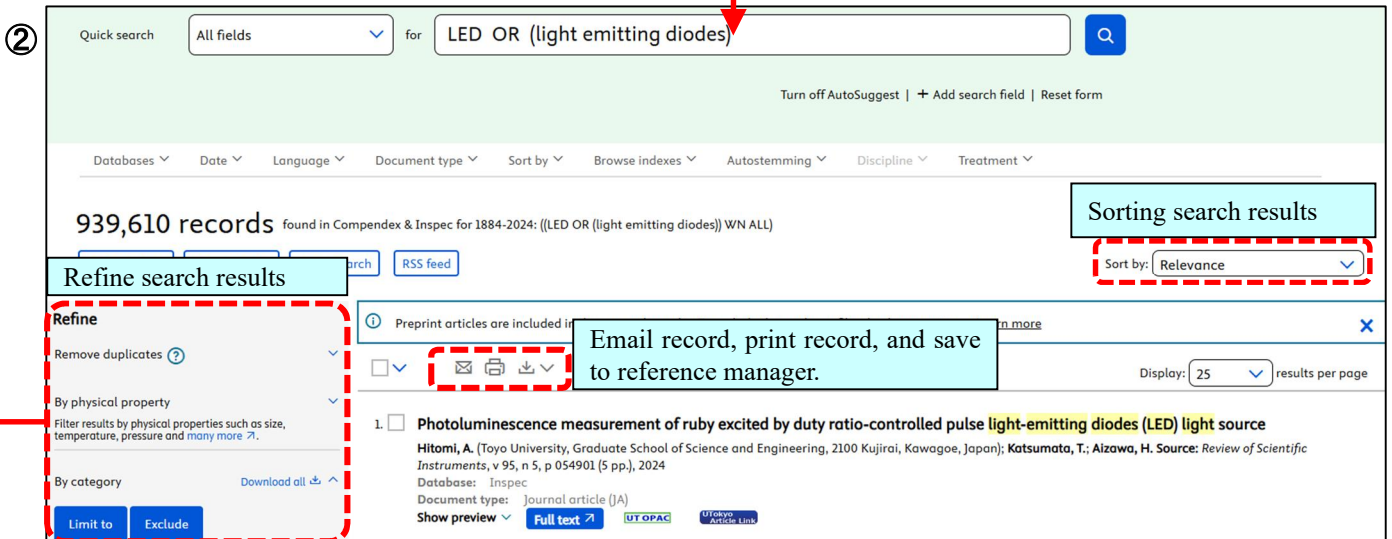 ②
Quick search
All fields
for
LED OR (light emitting diodes)
Turn off AutoSuggest | + Add search field | Reset form
Databases
Date
Language
Document type
Sort by
Browse indexes
Autostemming
Discipline
Treatment
939,610 records found in Compendex & Inspec for 1884-2024: ((LED OR (light emitting diodes)) WN ALL)
Sorting search results
RSS feed
Sort by: Relevance
Refine search results
Refine
Preprint articles are included in
Email record, print record, and save
to reference manager.
more
Remove duplicates ?
Display: 25 results per page
By physical property
Filter results by physical properties such as size,
temperature, pressure and many more ↗.
By category
Download all
Limit to
Exclude
1. Photoluminescence measurement of ruby excited by duty ratio-controlled pulse light-emitting diodes (LED) light source
Hitomi, A. (Toyo University, Graduate School of Science and Engineering, 2100 Kujirai, Kawagoe, Japan); Katsumata, T.; Aizawa, H. Source: Review of Scientific
Instruments, v 95, n 5, p 054901 (5 pp.), 2024
Database: Inspec
Document type: Journal article (JA)
Show preview
Full text ↗
UT OPAC
UTokyo
Article Link